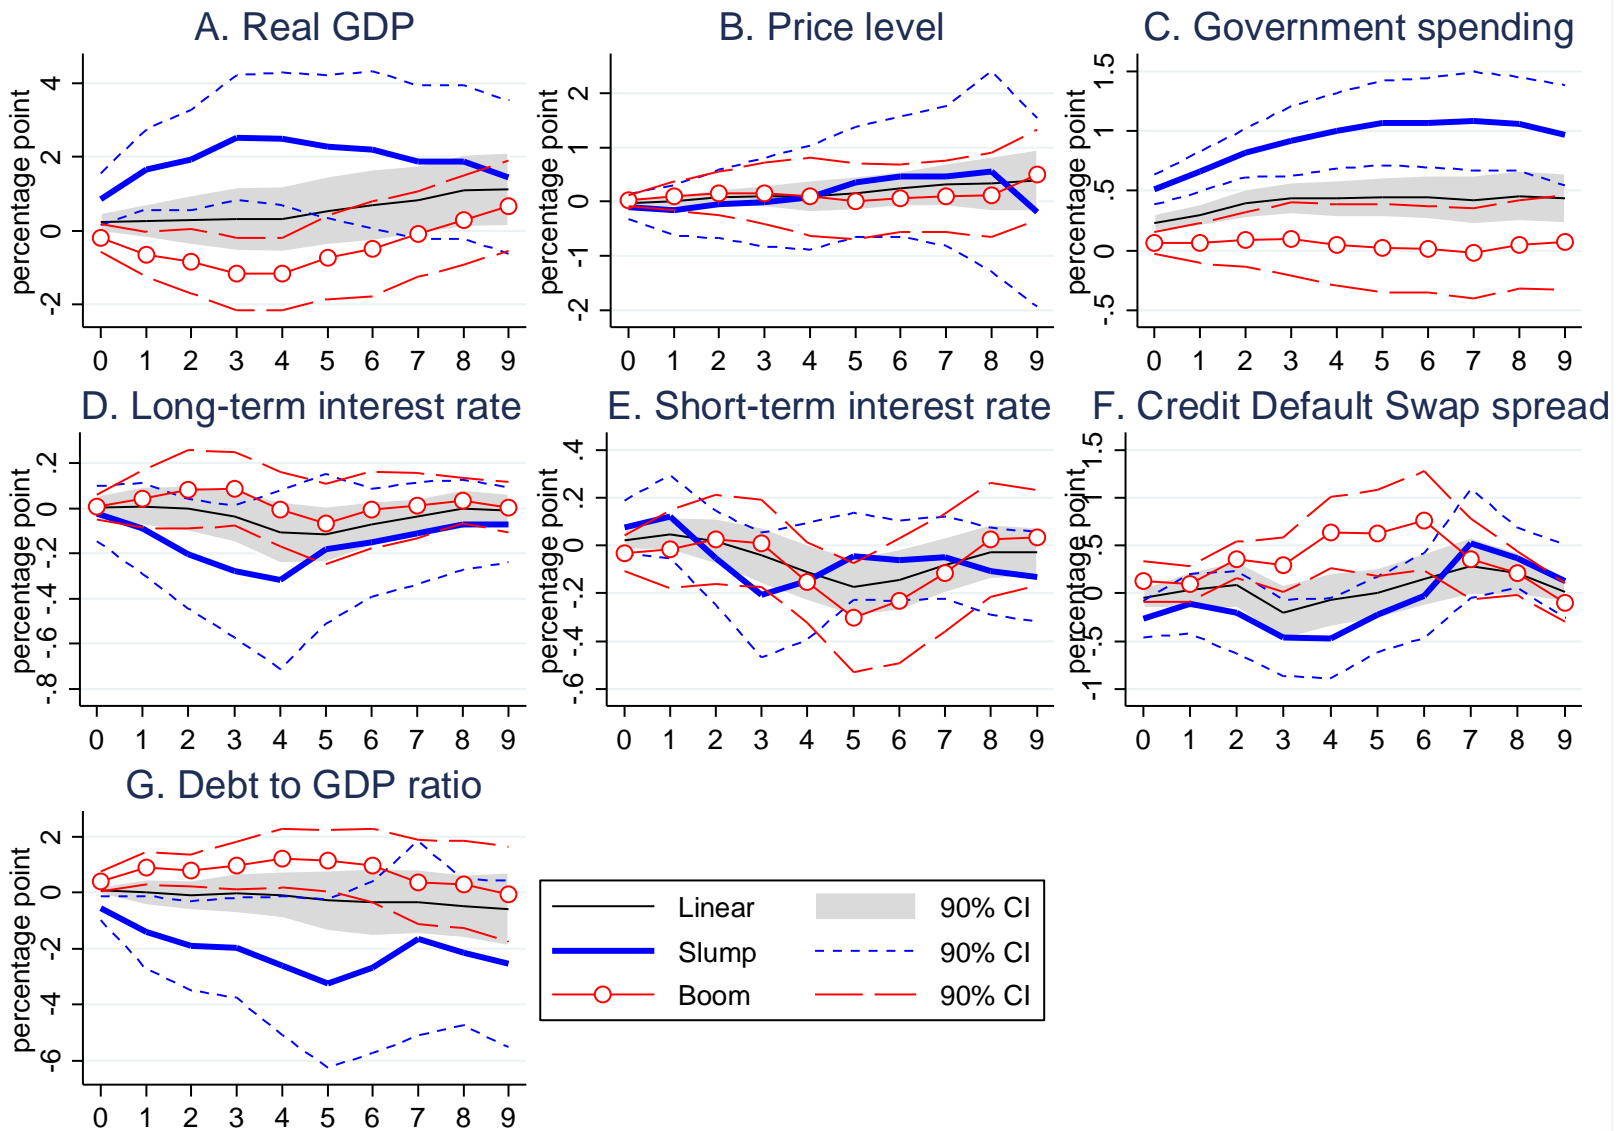 A. Real GDP
percentage point
4
2
0
-2
0 1 2 3 4 5 6 7 8 9
B. Price level
percentage point
2
1
0
-1
-2
0 1 2 3 4 5 6 7 8 9
C. Government spending
percentage point
1.5
1
.5
0
-.5
0 1 2 3 4 5 6 7 8 9
D. Long-term interest rate
percentage point
.2
0
-.2
-.4
-.6
-.8
0 1 2 3 4 5 6 7 8 9
E. Short-term interest rate
percentage point
.4
.2
0
-.2
-.4
-.6
0 1 2 3 4 5 6 7 8 9
F. Credit Default Swap spread
percentage point
1.5
1
.5
0
-.5
-1
0 1 2 3 4 5 6 7 8 9
G. Debt to GDP ratio
percentage point
2
0
-2
-4
-6
0 1 2 3 4 5 6 7 8 9
Linear 90% CI
Slump 90% CI
Boom 90% CI